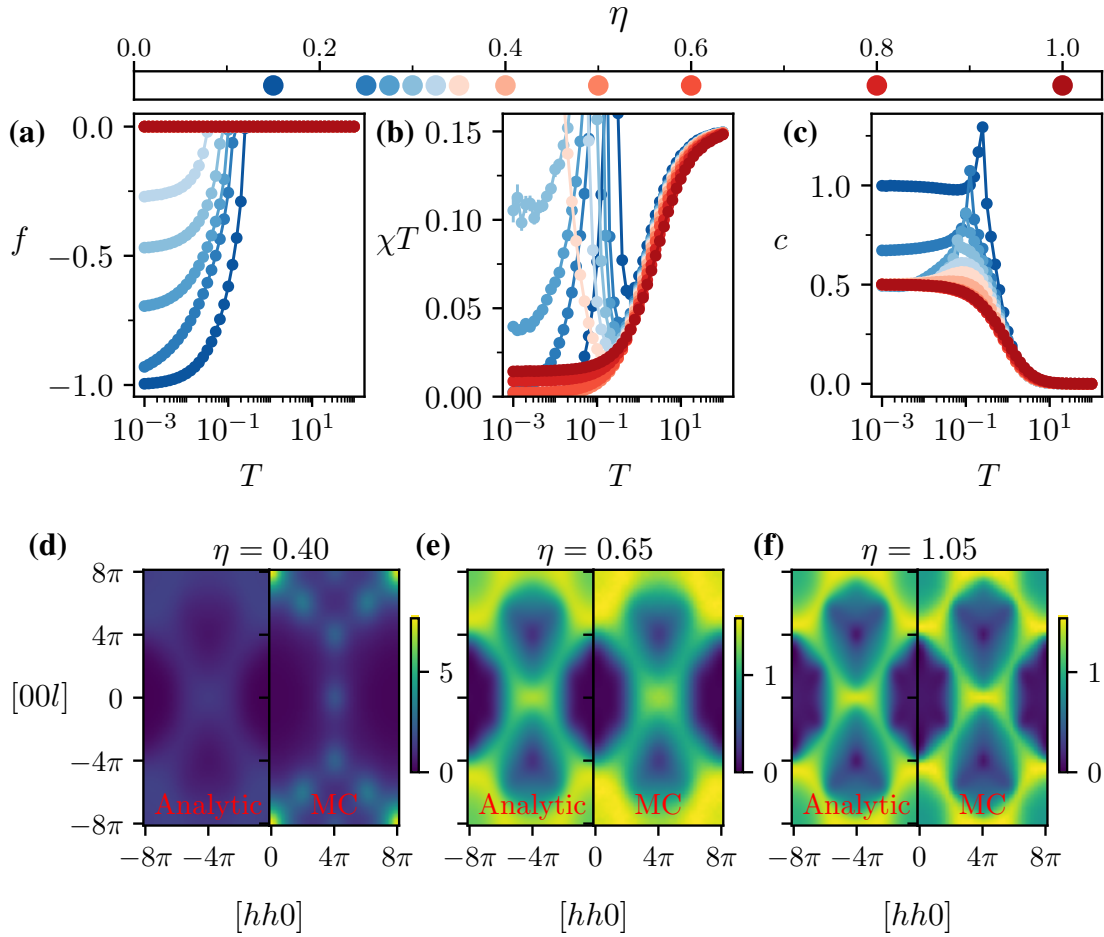 η
0.0 0.2 0.4 0.6 0.8 1.0
(a) (b) (c)
0.0
−0.5
−1.0
f
10⁻³ 10⁻¹ 10¹
T
0.15
0.10
0.05
0.00
χT
10⁻³ 10⁻¹ 10¹
T
1.0
0.5
0.0
c
10⁻³ 10⁻¹ 10¹
T
(d) η = 0.40 (e) η = 0.65 (f) η = 1.05
8π
4π
0
−4π
−8π
[00l]
Analytic MC
5
0
−8π −4π 0 4π 8π
[hh0]
Analytic MC
1
0
−8π −4π 0 4π 8π
[hh0]
Analytic MC
1
0
−8π −4π 0 4π 8π
[hh0]